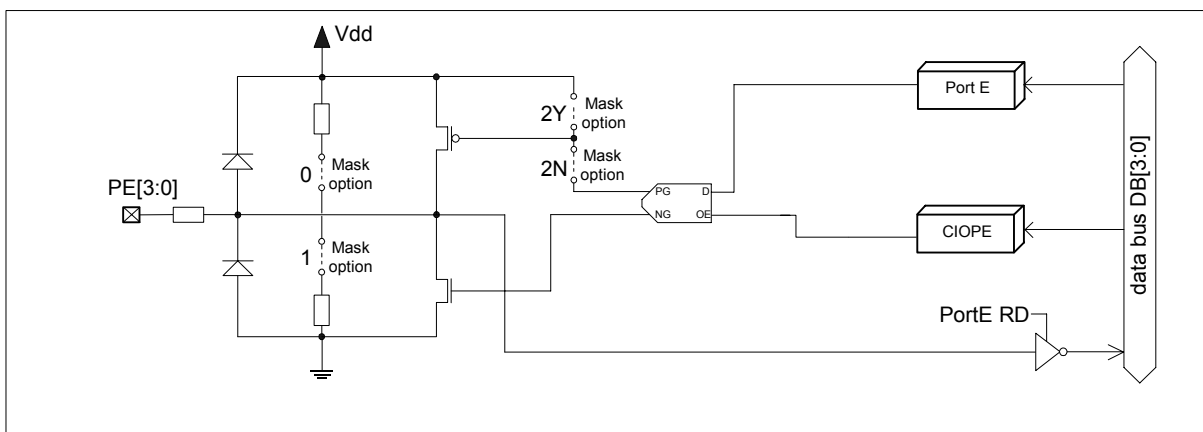 Vdd
Port E
2Y
Mask
option
2N
Mask
option
Mask
option
0
PE[3:0]
PG
D
NG
OE
CIOPE
Mask
option
1
PortE RD
data bus DB[3:0]